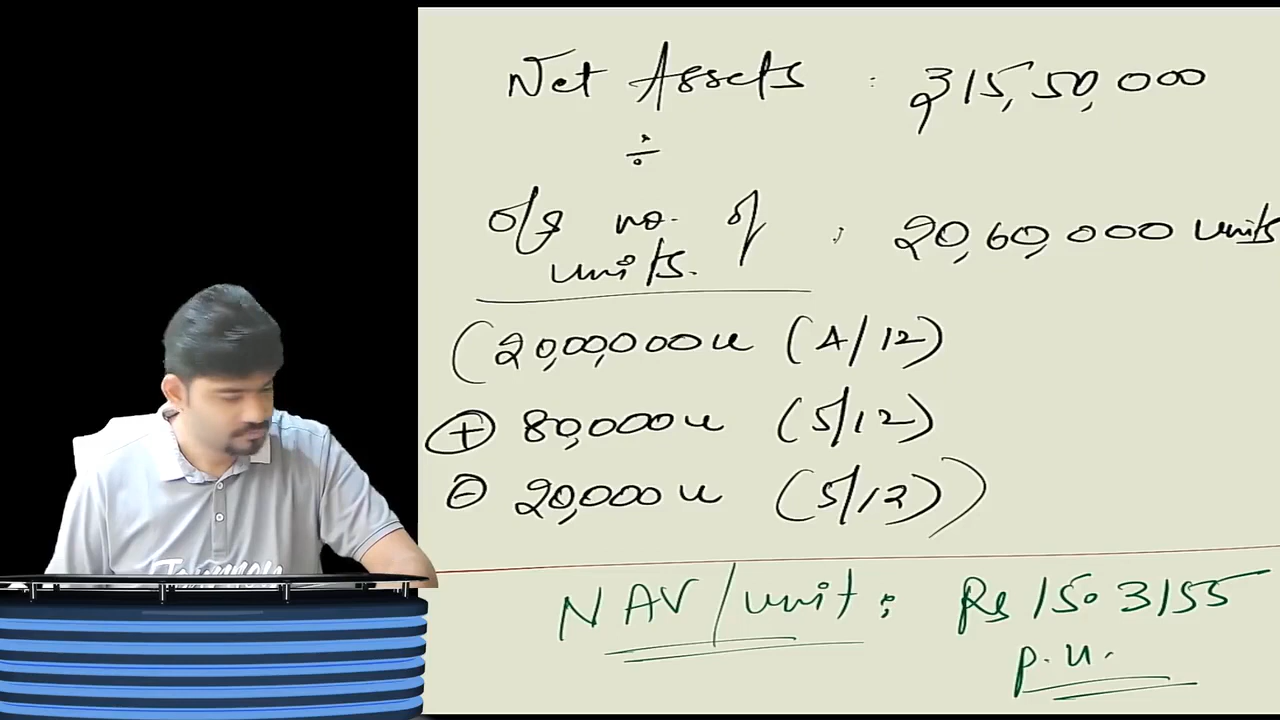 Net Assets : ₹315,50,000
÷
o/s no. of : 20,60,000 units
units.
(20,00,000u (4/12)
+ 80,000u (5/12)
- 20,000u (5/12))
NAV/unit : Rs 15.3155
p.u.